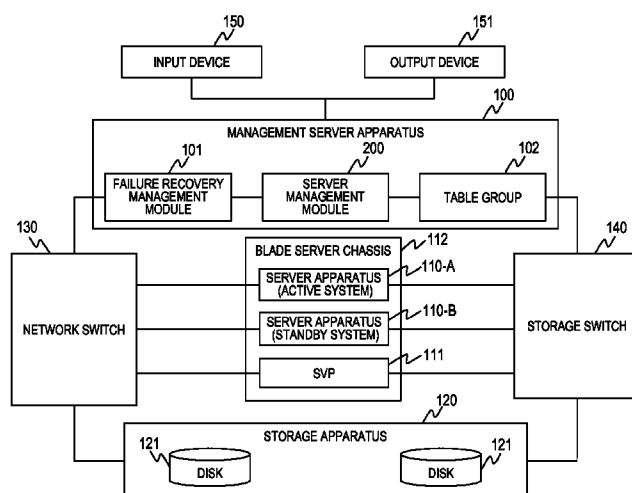 150
151
INPUT DEVICE
OUTPUT DEVICE
100
MANAGEMENT SERVER APPARATUS
101
200
102
FAILURE RECOVERY
MANAGEMENT
MODULE
SERVER
MANAGEMENT
MODULE
TABLE GROUP
130
112
140
BLADE SERVER CHASSIS
110-A
SERVER APPARATUS
(ACTIVE SYSTEM)
110-B
SERVER APPARATUS
(STANDBY SYSTEM)
NETWORK SWITCH
STORAGE SWITCH
111
SVP
120
STORAGE APPARATUS
121
121
DISK
DISK